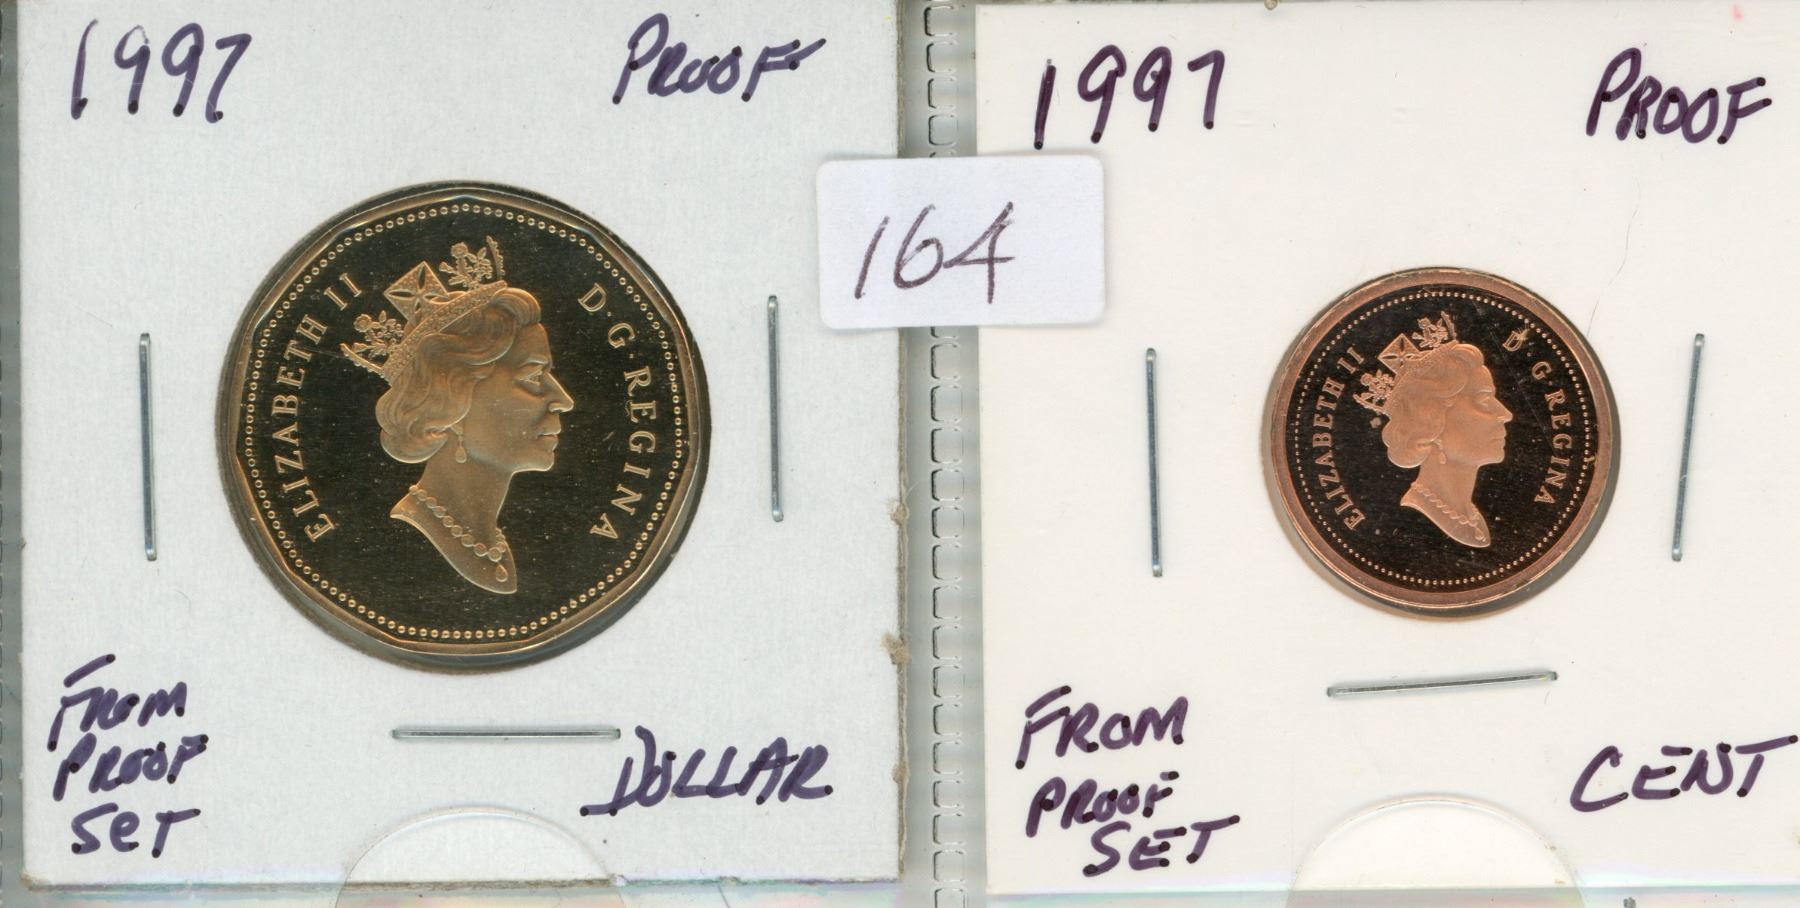 1997 PROOF
ELIZABETH II D·G·REGINA
FROM
PROOF
SET
DOLLAR
164
1997 PROOF
ELIZABETH II D·G·REGINA
FROM
PROOF
SET
CENT